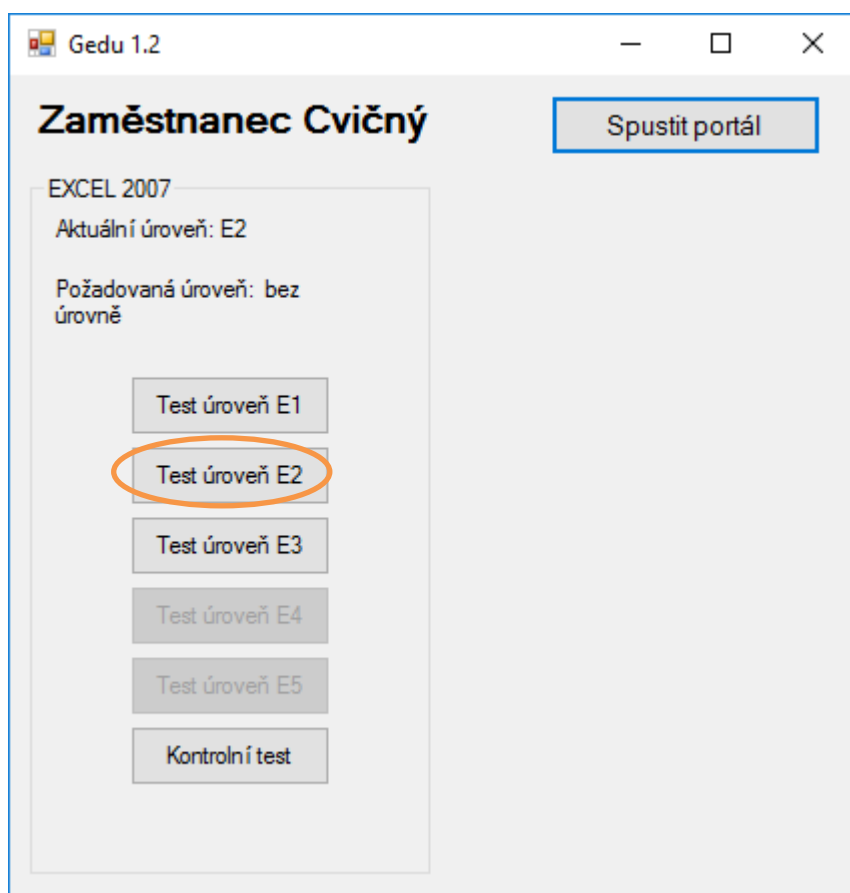 Gedu 1.2
Zaměstnanec Cvičný
Spustit portál
EXCEL 2007
Aktuální úroveň: E2
Požadovaná úroveň: bez
úrovně
Test úroveň E1
Test úroveň E2
Test úroveň E3
Test úroveň E4
Test úroveň E5
Kontrolní test